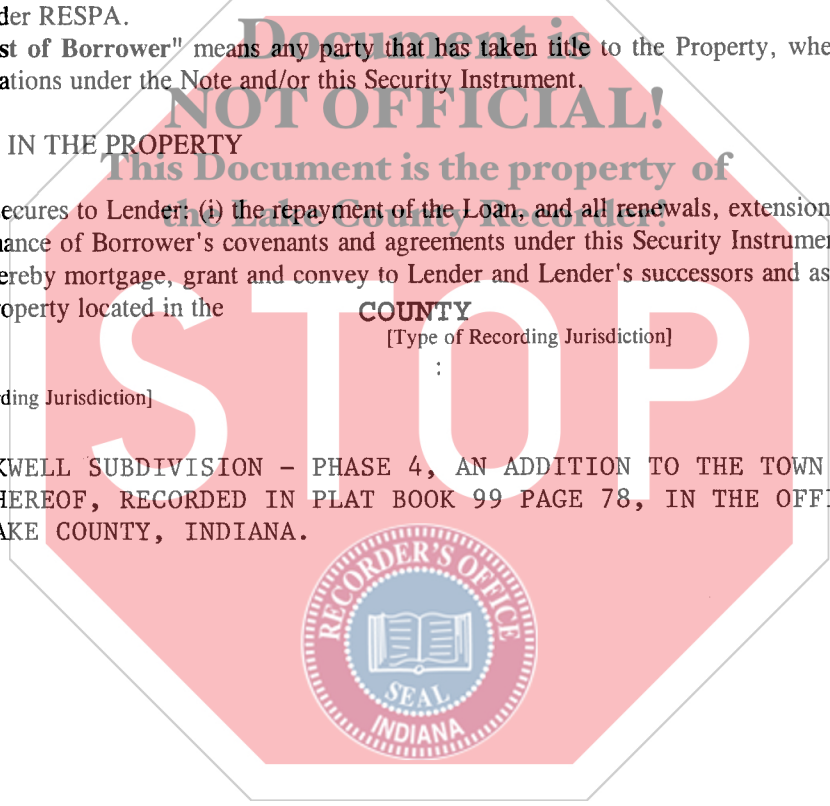 der RESPA.
Document is
st of Borrower" means any party that has taken title to the Property, whe
ations under the Note and/or this Security Instrument.
NOT OFFICIAL!
IN THE PROPERTY
This Document is the property of
ecures to Lender: (i) the repayment of the Loan, and all renewals, extension
the Lake County Recorder!
ance of Borrower's covenants and agreements under this Security Instrumen
ereby mortgage, grant and convey to Lender and Lender's successors and as
operty located in the COUNTY
[Type of Recording Jurisdiction]
:
ding Jurisdiction]
STOP
KWELL SUBDIVISION - PHASE 4, AN ADDITION TO THE TOWN
HEREOF, RECORDED IN PLAT BOOK 99 PAGE 78, IN THE OFFI
AKE COUNTY, INDIANA.
RECORDER'S OFFICE
SEAL
INDIANA